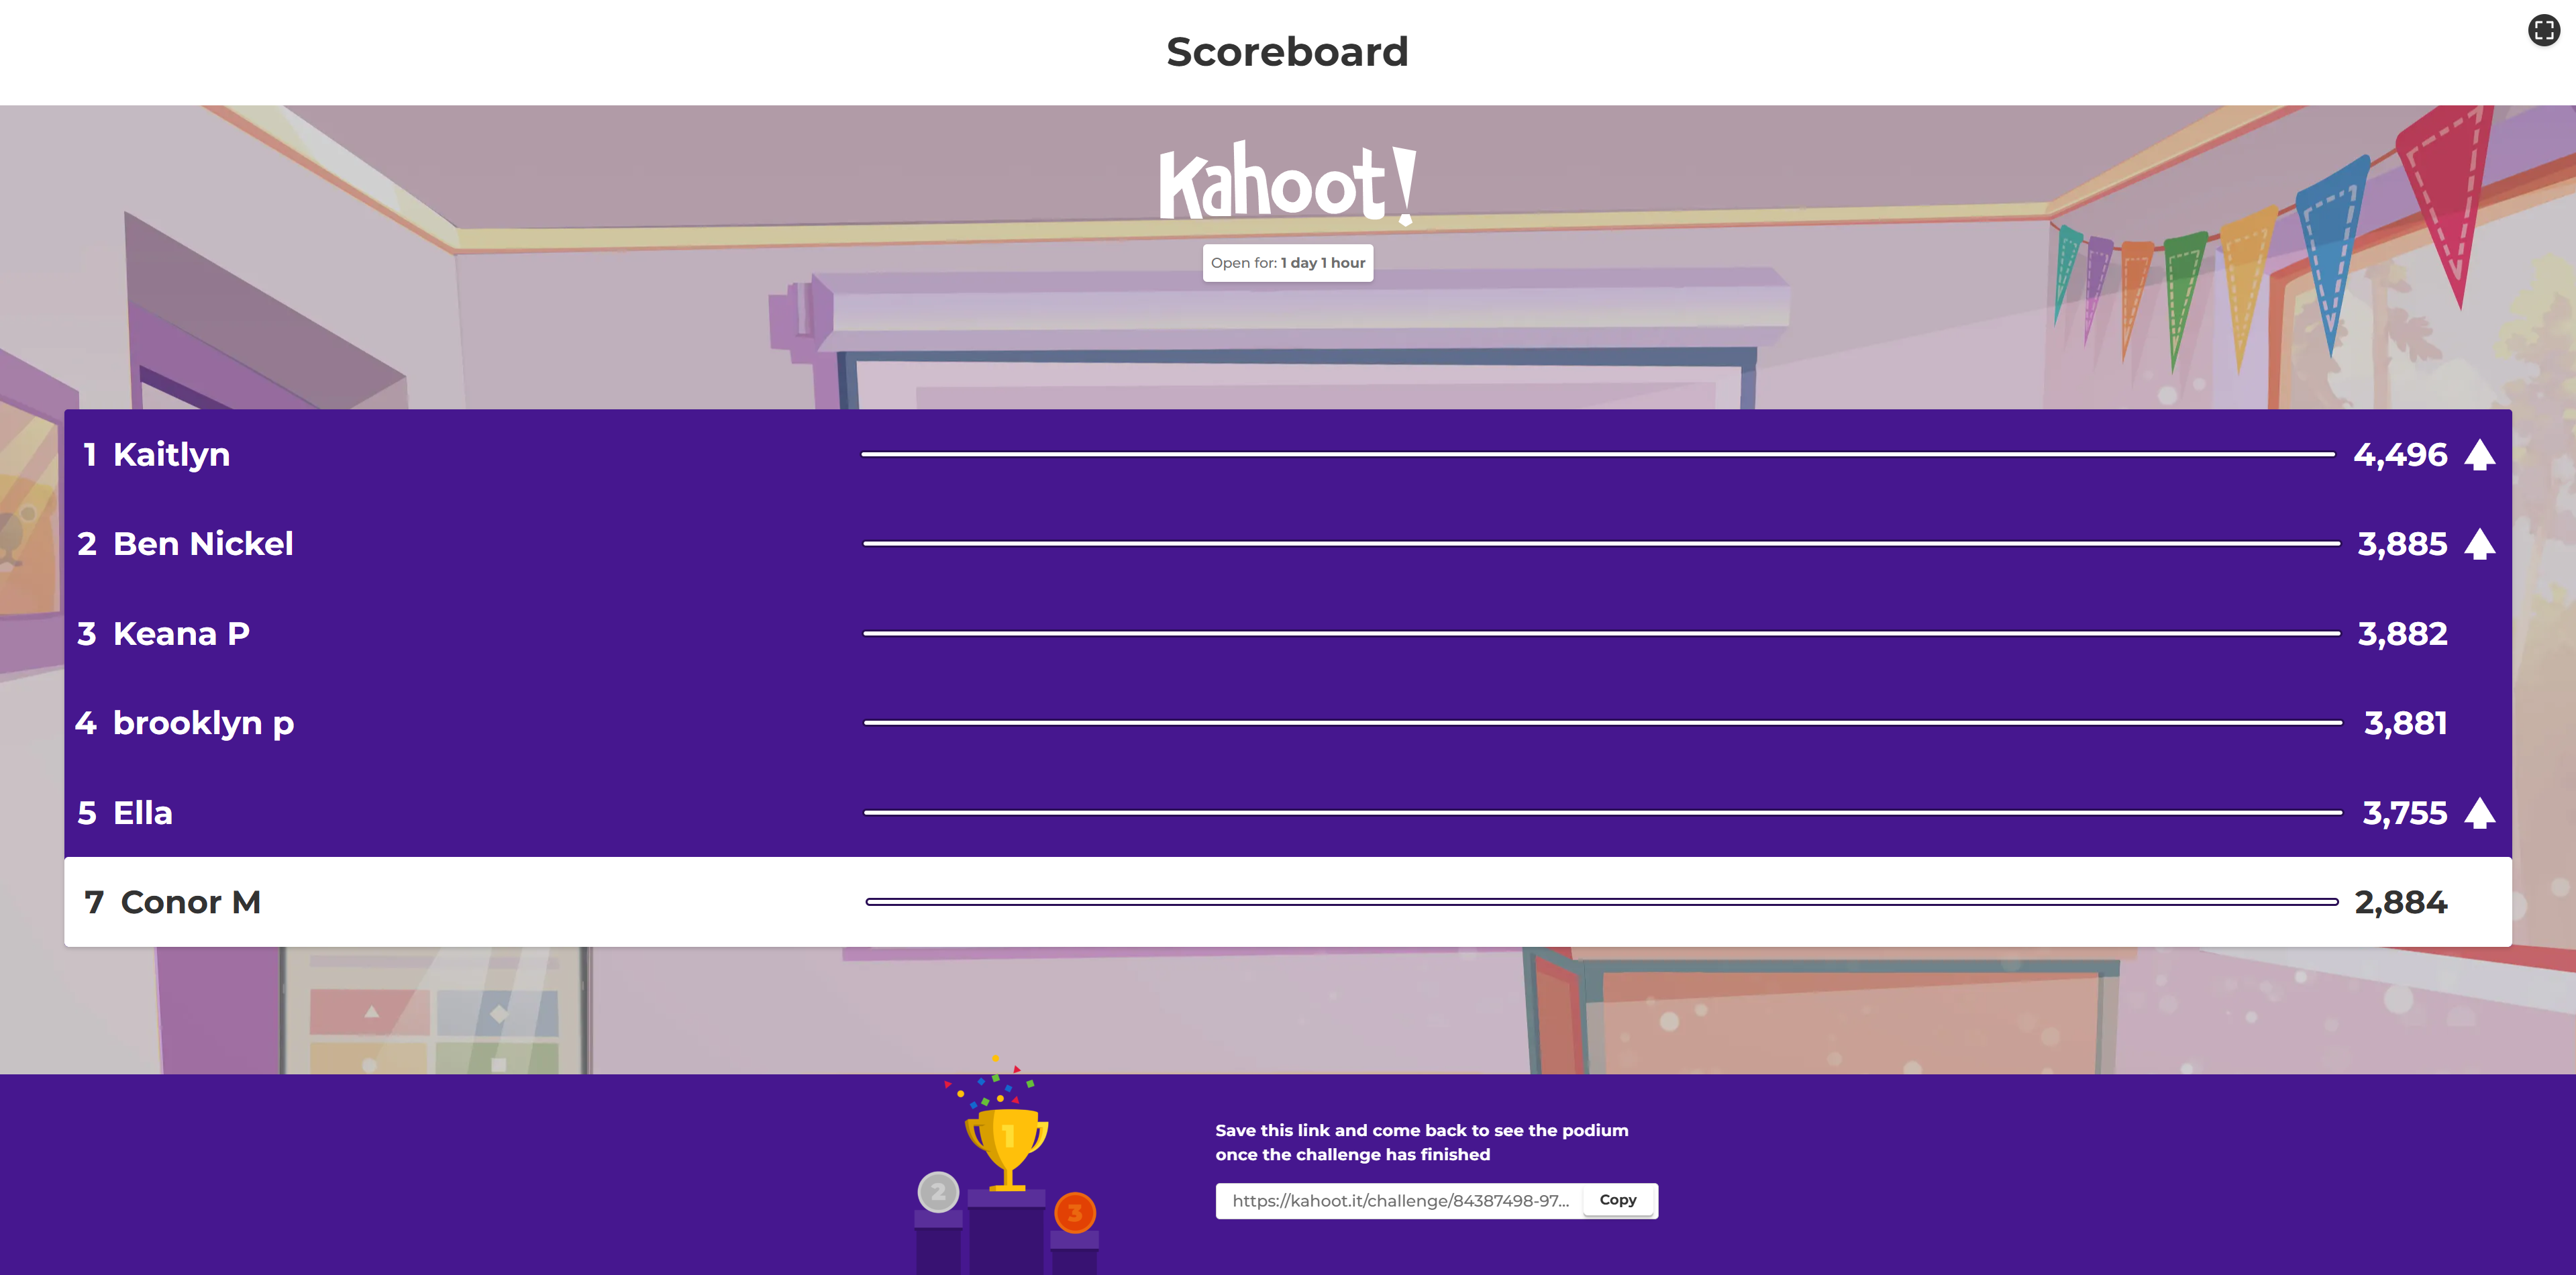 Scoreboard
Kahoot!
Open for: 1 day 1 hour
1 Kaitlyn 4,496
2 Ben Nickel 3,885
3 Keana P 3,882
4 brooklyn p 3,881
5 Ella 3,755
7 Conor M 2,884
1
2
3
Save this link and come back to see the podium
once the challenge has finished
https://kahoot.it/challenge/84387498-97... Copy